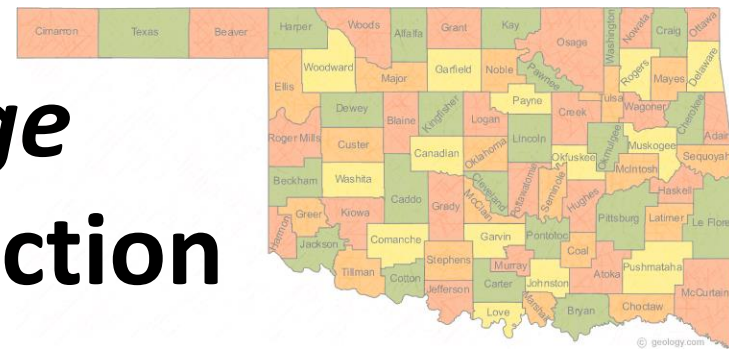 ge
ction
Cimarron
Texas
Beaver
Harper
Woods
Alfalfa
Grant
Kay
Osage
Washington
Nowata
Craig
Ottawa
Ellis
Woodward
Major
Garfield
Noble
Pawnee
Rogers
Mayes
Delaware
Dewey
Blaine
Kingfisher
Logan
Payne
Creek
Tulsa
Wagoner
Cherokee
Adair
Roger Mills
Custer
Canadian
Oklahoma
Lincoln
Okfuskee
Okmulgee
Muskogee
McIntosh
Sequoyah
Beckham
Washita
Caddo
Grady
McClain
Cleveland
Pottawatomie
Seminole
Hughes
Haskell
Pittsburg
Latimer
Le Flore
Harmon
Greer
Kiowa
Jackson
Comanche
Tillman
Cotton
Stephens
Jefferson
Garvin
Pontotoc
Murray
Coal
Carter
Johnston
Atoka
Pushmataha
McCurtain
Love
Marshall
Bryan
Choctaw
© geology.com